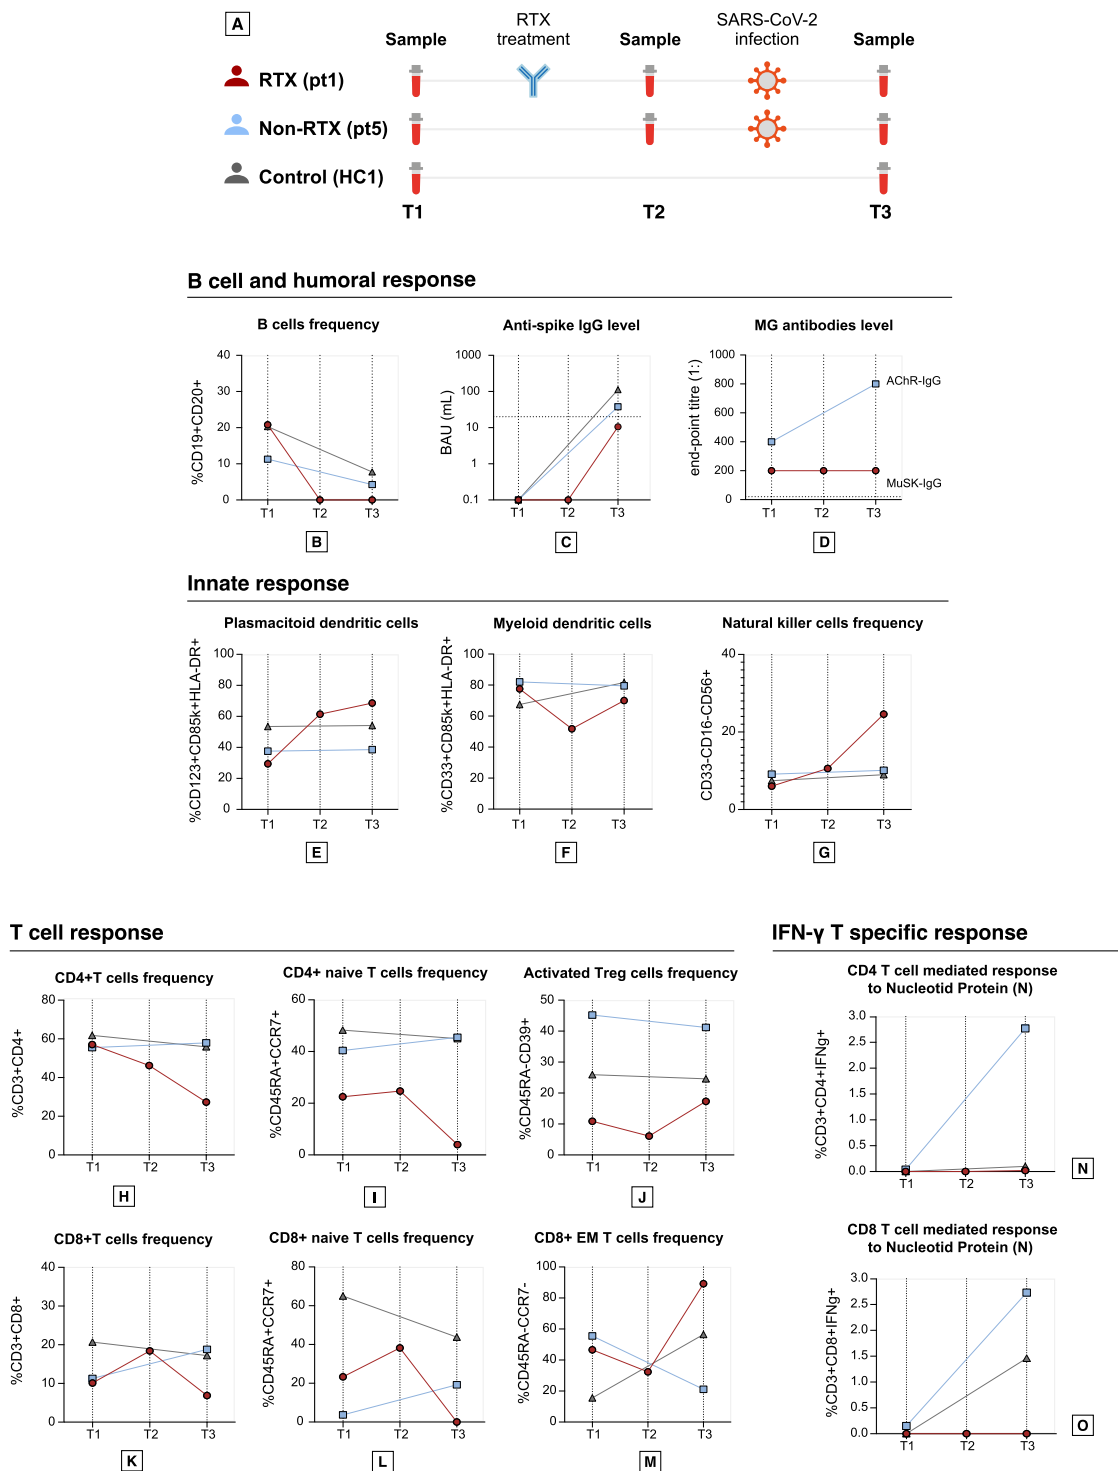 A
RTX
treatment
SARS-CoV-2
infection
Sample
Sample
Sample
RTX (pt1)
Non-RTX (pt5)
Control (HC1)
T1
T2
T3
B cell and humoral response
B cells frequency
%CD19+CD20+
40
30
20
10
0
T1
T2
T3
B
Anti-spike IgG level
BAU (mL)
1000
100
10
1
0.1
T1
T2
T3
C
MG antibodies level
end-point titre (1:)
1000
800
600
400
200
0
AChR-IgG
MuSK-IgG
T1
T2
T3
D
Innate response
Plasmacitoid dendritic cells
%CD123+CD85k+HLA-DR+
100
80
60
40
20
0
T1
T2
T3
E
Myeloid dendritic cells
%CD33+CD85k+HLA-DR+
100
80
60
40
20
0
T1
T2
T3
F
Natural killer cells frequency
CD33-CD16-CD56+
40
20
0
T1
T2
T3
G
T cell response
CD4+T cells frequency
%CD3+CD4+
80
60
40
20
0
T1
T2
T3
H
CD4+ naive T cells frequency
%CD45RA+CCR7+
60
40
20
0
T1
T2
T3
I
Activated Treg cells frequency
%CD45RA-CD39+
50
40
30
20
10
0
T1
T2
T3
J
CD8+T cells frequency
%CD3+CD8+
40
30
20
10
0
T1
T2
T3
K
CD8+ naive T cells frequency
%CD45RA+CCR7+
80
60
40
20
0
T1
T2
T3
L
CD8+ EM T cells frequency
%CD45RA-CCR7-
100
80
60
40
20
0
T1
T2
T3
M
IFN-γ T specific response
CD4 T cell mediated response
to Nucleotid Protein (N)
%CD3+CD4+IFNg+
3.0
2.5
2.0
1.5
1.0
0.5
0.0
T1
T2
T3
N
CD8 T cell mediated response
to Nucleotid Protein (N)
%CD3+CD8+IFNg+
3.0
2.5
2.0
1.5
1.0
0.5
0.0
T1
T2
T3
O